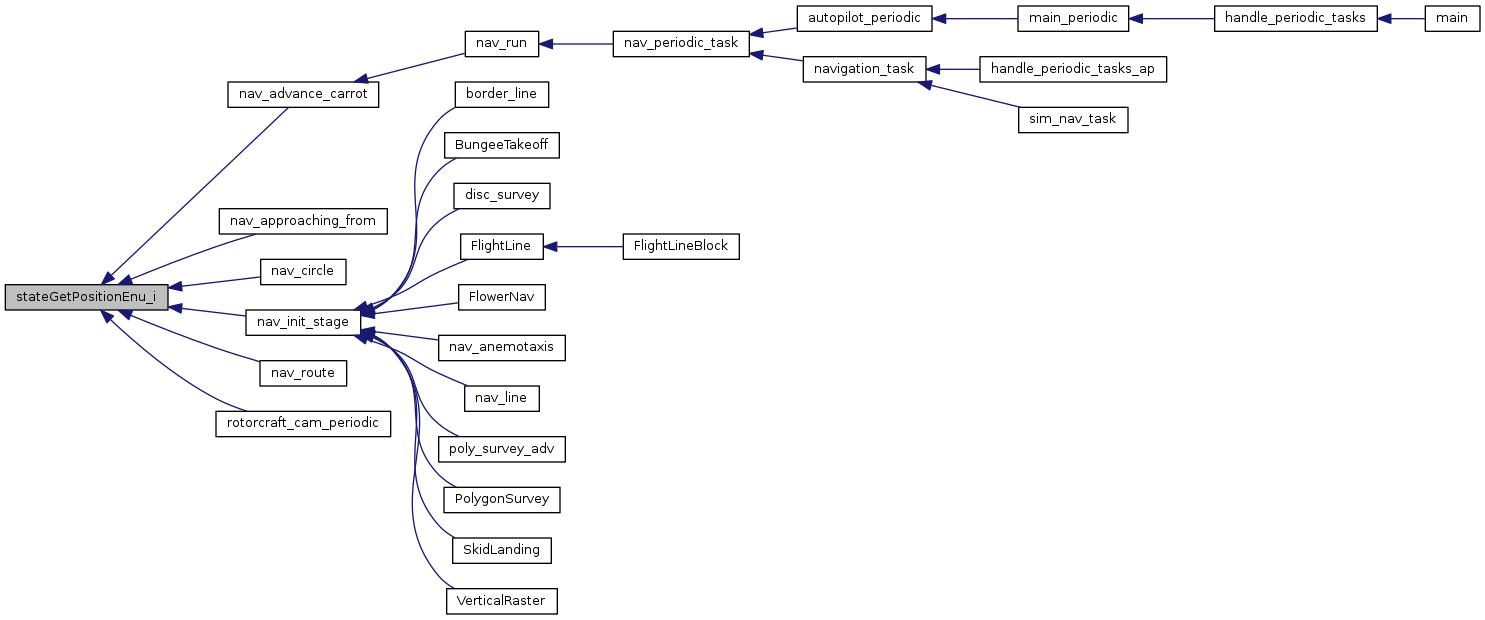 autopilot_periodic
main_periodic
handle_periodic_tasks
main
nav_run
nav_periodic_task
navigation_task
handle_periodic_tasks_ap
nav_advance_carrot
border_line
sim_nav_task
BungeeTakeoff
disc_survey
nav_approaching_from
FlightLine
FlightLineBlock
nav_circle
stateGetPositionEnu_i
FlowerNav
nav_init_stage
nav_anemotaxis
nav_route
nav_line
rotorcraft_cam_periodic
poly_survey_adv
PolygonSurvey
SkidLanding
VerticalRaster